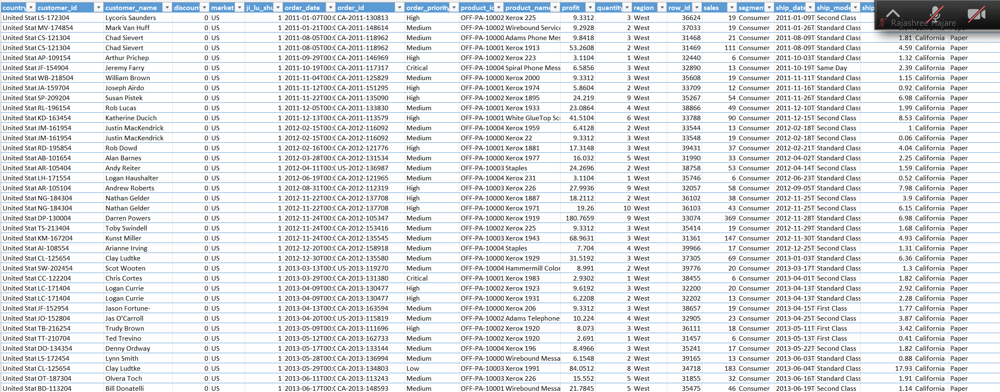 country customer_id customer_name discount market ji_lu_shu order_date order_id order_priority product_id product_name profit quantity region row_id sales segment ship_date ship_mode ship
United Stat LS-172304 Lycoris Saunders 0 US 1 2011-01-07T00:0 CA-2011-130813 High OFF-PA-10002 Xerox 225 9.3312 3 West 36624 19 Consumer 2011-01-09T Second Class
Rajashree Hajare
United Stat MV-174854 Mark Van Huff 0 US 1 2011-01-21T00:0 CA-2011-148614 Medium OFF-PA-10002 Wirebound Service 9.2928 2 West 37033 19 Consumer 2011-01-26T Standard Class California Paper
United Stat CS-121304 Chad Sievert 0 US 1 2011-08-05T00:0 CA-2011-118962 Medium OFF-PA-10000 Adams Phone Mes 9.8418 3 West 31468 21 Consumer 2011-08-09T Standard Class 1.81 California Paper
United Stat CS-121304 Chad Sievert 0 US 1 2011-08-05T00:0 CA-2011-118962 Medium OFF-PA-10001 Xerox 1913 53.2608 2 West 31469 111 Consumer 2011-08-09T Standard Class 4.59 California Paper
United Stat AP-109154 Arthur Prichep 0 US 1 2011-09-29T00:0 CA-2011-146969 High OFF-PA-10002 Xerox 223 3.1104 1 West 32440 6 Consumer 2011-10-03T Standard Class 1.32 California Paper
United Stat JF-154904 Jeremy Farry 0 US 1 2011-10-19T00:0 CA-2011-117317 Critical OFF-PA-10004 Spiral Phone Mess 6.5856 3 West 32890 13 Consumer 2011-10-19T Same Day 2.39 California Paper
United Stat WB-218504 William Brown 0 US 1 2011-11-04T00:0 CA-2011-125829 Medium OFF-PA-10000 Xerox 2000 9.3312 3 West 35608 19 Consumer 2011-11-11T Standard Class 1.15 California Paper
United Stat JA-159704 Joseph Airdo 0 US 1 2011-11-12T00:0 CA-2011-151295 High OFF-PA-10001 Xerox 1974 5.8604 2 West 33709 12 Consumer 2011-11-16T Standard Class 0.92 California Paper
United Stat SP-209204 Susan Pistek 0 US 1 2011-11-22T00:0 CA-2011-135090 High OFF-PA-10002 Xerox 1895 24.219 9 West 35267 54 Consumer 2011-11-26T Standard Class 6.98 California Paper
United Stat RL-196154 Rob Lucas 0 US 1 2011-12-05T00:0 CA-2011-133830 Medium OFF-PA-10001 Xerox 1933 23.0864 4 West 38866 49 Consumer 2011-12-10T Standard Class 1.99 California Paper
United Stat KD-163454 Katherine Ducich 0 US 1 2011-12-13T00:0 CA-2011-113579 High OFF-PA-10001 White GlueTop Scr 41.5104 6 West 33788 90 Consumer 2011-12-15T Second Class 8.53 California Paper
United Stat JM-161954 Justin MacKendrick 0 US 1 2012-02-15T00:0 CA-2012-116092 Medium OFF-PA-10004 Xerox 1959 6.4128 2 West 33544 13 Consumer 2012-02-18T Second Class 1 California Paper
United Stat JM-161954 Justin MacKendrick 0 US 1 2012-02-15T00:0 CA-2012-116092 Medium OFF-PA-10000 Xerox 22 9.3312 3 West 33548 19 Consumer 2012-02-18T Second Class 0.06 California Paper
United Stat RD-195854 Rob Dowd 0 US 1 2012-02-16T00:0 CA-2012-121776 High OFF-PA-10001 Xerox 1881 17.3148 3 West 39431 37 Consumer 2012-02-21T Standard Class 4.04 California Paper
United Stat AB-101654 Alan Barnes 0 US 1 2012-03-28T00:0 CA-2012-131534 Medium OFF-PA-10000 Xerox 1977 16.032 5 West 31990 33 Consumer 2012-04-02T Standard Class 2.25 California Paper
United Stat AR-105404 Andy Reiter 0 US 1 2012-04-11T00:0 US-2012-136987 Medium OFF-PA-10003 Staples 24.2696 2 West 38758 53 Consumer 2012-04-14T Second Class 1.59 California Paper
United Stat LH-171554 Logan Haushalter 0 US 1 2012-06-19T00:0 CA-2012-121965 Medium OFF-PA-10004 Xerox 231 3.1104 1 West 35746 6 Consumer 2012-06-23T Standard Class 0.52 California Paper
United Stat AR-105104 Andrew Roberts 0 US 1 2012-08-31T00:0 CA-2012-112319 High OFF-PA-10003 Xerox 226 27.9936 9 West 32057 58 Consumer 2012-09-05T Standard Class 7.98 California Paper
United Stat NG-184304 Nathan Gelder 0 US 1 2012-11-22T00:0 CA-2012-137708 High OFF-PA-10000 Xerox 1887 18.2112 2 West 36102 38 Consumer 2012-11-25T Second Class 3.9 California Paper
United Stat NG-184304 Nathan Gelder 0 US 1 2012-11-22T00:0 CA-2012-137708 High OFF-PA-10000 Xerox 1971 19.26 10 West 36103 43 Consumer 2012-11-25T Second Class 6.15 California Paper
United Stat DP-130004 Darren Powers 0 US 1 2012-11-24T00:0 CA-2012-105347 Medium OFF-PA-10000 Xerox 1919 180.7659 9 West 33074 369 Consumer 2012-11-28T Standard Class 6.98 California Paper
United Stat TS-213404 Toby Swindell 0 US 1 2012-11-24T00:0 CA-2012-153416 Medium OFF-PA-10002 Xerox 225 9.3312 3 West 35414 19 Consumer 2012-11-29T Standard Class 1.68 California Paper
United Stat KM-167204 Kunst Miller 0 US 1 2012-11-24T00:0 CA-2012-135545 Medium OFF-PA-10003 Xerox 1943 68.9631 3 West 31361 147 Consumer 2012-11-30T Standard Class 4.93 California Paper
United Stat AI-108554 Arianne Irving 0 US 1 2012-12-20T00:0 CA-2012-158918 Medium OFF-PA-10004 Staples 7.704 4 West 39966 17 Consumer 2012-12-25T Second Class 1.31 California Paper
United Stat CL-125654 Clay Ludtke 0 US 1 2012-12-30T00:0 CA-2012-135580 Medium OFF-PA-10000 Xerox 1929 31.5192 3 West 37305 69 Consumer 2013-01-03T Standard Class 6.36 California Paper
United Stat SW-202454 Scot Wooten 0 US 1 2013-03-13T00:0 US-2013-119270 Medium OFF-PA-10004 Hammermill Color 8.991 2 West 39776 20 Consumer 2013-03-17T Standard Class 1.3 California Paper
United Stat CC-122204 Chris Cortes 0 US 1 2013-03-29T00:0 CA-2013-131380 Critical OFF-PA-10001 Xerox 1983 2.9302 1 West 38455 6 Consumer 2013-04-01T Second Class 1.82 California Paper
United Stat LC-171404 Logan Currie 0 US 1 2013-04-09T00:0 CA-2013-130477 High OFF-PA-10002 Xerox 1923 9.6192 3 West 32200 20 Consumer 2013-04-13T Standard Class 2.92 California Paper
United Stat LC-171404 Logan Currie 0 US 1 2013-04-09T00:0 CA-2013-130477 High OFF-PA-10000 Xerox 1931 6.2208 2 West 32202 13 Consumer 2013-04-13T Standard Class 2.28 California Paper
United Stat JF-152954 Jason Fortune- 0 US 1 2013-04-13T00:0 CA-2013-163594 Medium OFF-PA-10002 Xerox 206 9.3312 3 West 38657 19 Consumer 2013-04-15T First Class 1.77 California Paper
United Stat JO-152804 Jas O'Carroll 0 US 1 2013-04-20T00:0 US-2013-115819 Medium OFF-PA-10002 Adams Telephone 10.224 4 West 32905 23 Consumer 2013-04-25T Second Class 3.87 California Paper
United Stat TB-216254 Trudy Brown 0 US 1 2013-05-09T00:0 CA-2013-111696 High OFF-PA-10002 Xerox 1920 8.073 3 West 36111 18 Consumer 2013-05-11T First Class 3.42 California Paper
United Stat TT-210704 Ted Trevino 0 US 1 2013-05-12T00:0 CA-2013-162733 Medium OFF-PA-10002 Xerox 1920 2.691 1 West 31457 6 Consumer 2013-05-13T First Class 0.41 California Paper
United Stat DO-134354 Denny Ordway 0 US 1 2013-05-17T00:0 CA-2013-133144 Medium OFF-PA-10004 Xerox 196 8.4966 3 West 35241 17 Consumer 2013-05-22T Second Class 1.82 California Paper
United Stat LS-172454 Lynn Smith 0 US 1 2013-05-28T00:0 CA-2013-136994 Medium OFF-PA-10000 Wirebound Messa 6.1548 2 West 39165 13 Consumer 2013-06-03T Standard Class 0.88 California Paper
United Stat CL-125654 Clay Ludtke 0 US 1 2013-05-29T00:0 CA-2013-134803 Low OFF-PA-10003 Xerox 1991 84.0512 8 West 34718 183 Consumer 2013-06-04T Standard Class 17.93 California Paper
United Stat OT-187304 Olvera Toch 0 US 1 2013-06-11T00:0 CA-2013-113243 Medium OFF-PA-10003 Xerox 226 15.552 5 West 31855 32 Consumer 2013-06-16T Standard Class 1.91 California Paper
United Stat BD-113204 Bill Donatelli 0 US 1 2013-06-17T00:0 CA-2013-148593 Medium OFF-PA-10001 Wirebound Messa 21.7845 5 West 35475 46 Consumer 2013-06-19T Second Class 1.14 California Paper